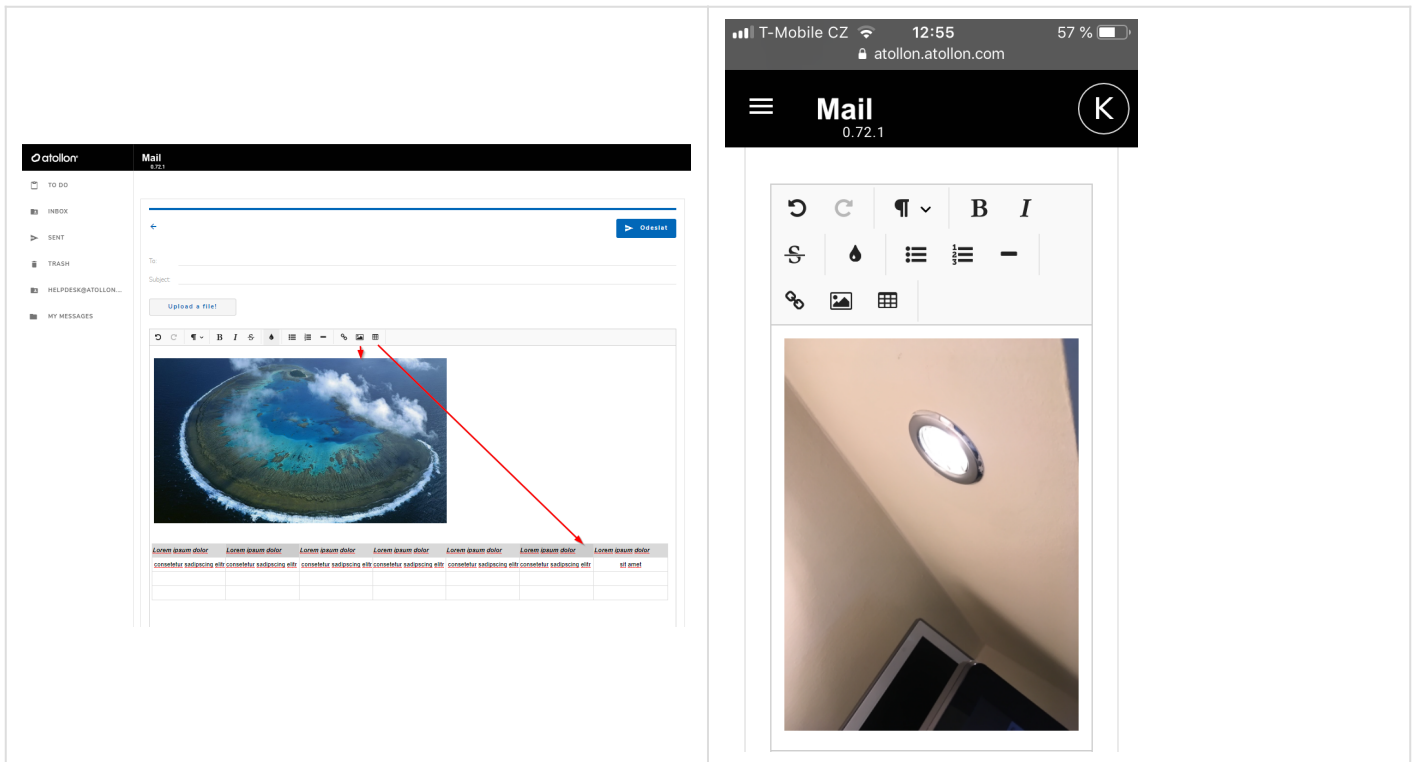 atollon
Mail
0.72.1
TO DO
INBOX
SENT
TRASH
HELPDESK@ATOLLON...
MY MESSAGES
Odeslat
To:
Subject:
Upload a file!
B I S
Lorem ipsum dolor Lorem ipsum dolor Lorem ipsum dolor Lorem ipsum dolor Lorem ipsum dolor Lorem ipsum dolor Lorem ipsum dolor
consetetur sadipscing elitr consetetur sadipscing elitr consetetur sadipscing elitr consetetur sadipscing elitr consetetur sadipscing elitr consetetur sadipscing elitr sit amet
T-Mobile CZ 12:55 57 %
atollon.atollon.com
Mail
0.72.1
K
¶ B I
S